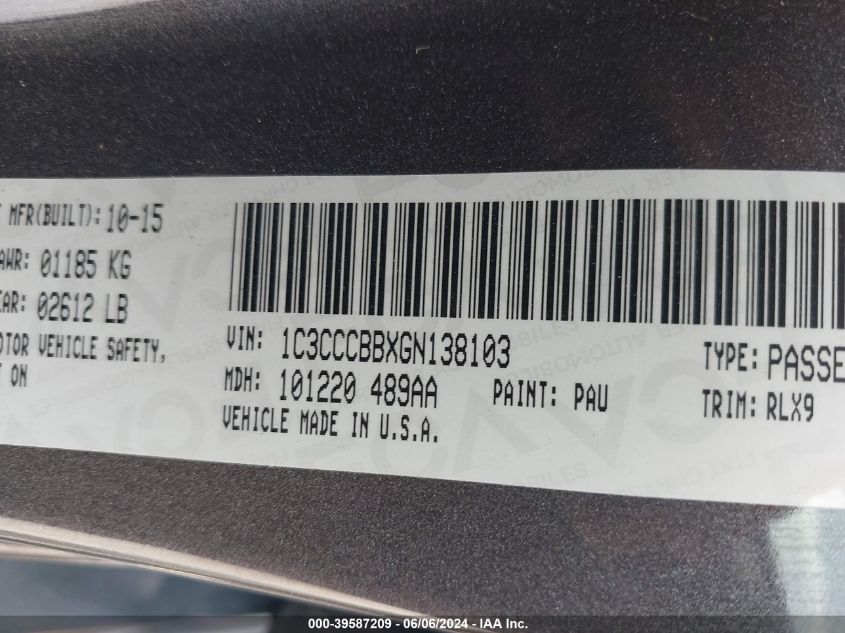 MFR(BUILT): 10-15
AWR: 01185 KG
EAR: 02612 LB
OTOR VEHICLE SAFETY,
T ON
VIN: 1C3CCCBBXGN138103
TYPE: PASSE
MDH: 101220 489AA PAINT: PAU
TRIM: RLX9
VEHICLE MADE IN U.S.A.
000-39587209 - 06/06/2024 - IAA Inc.